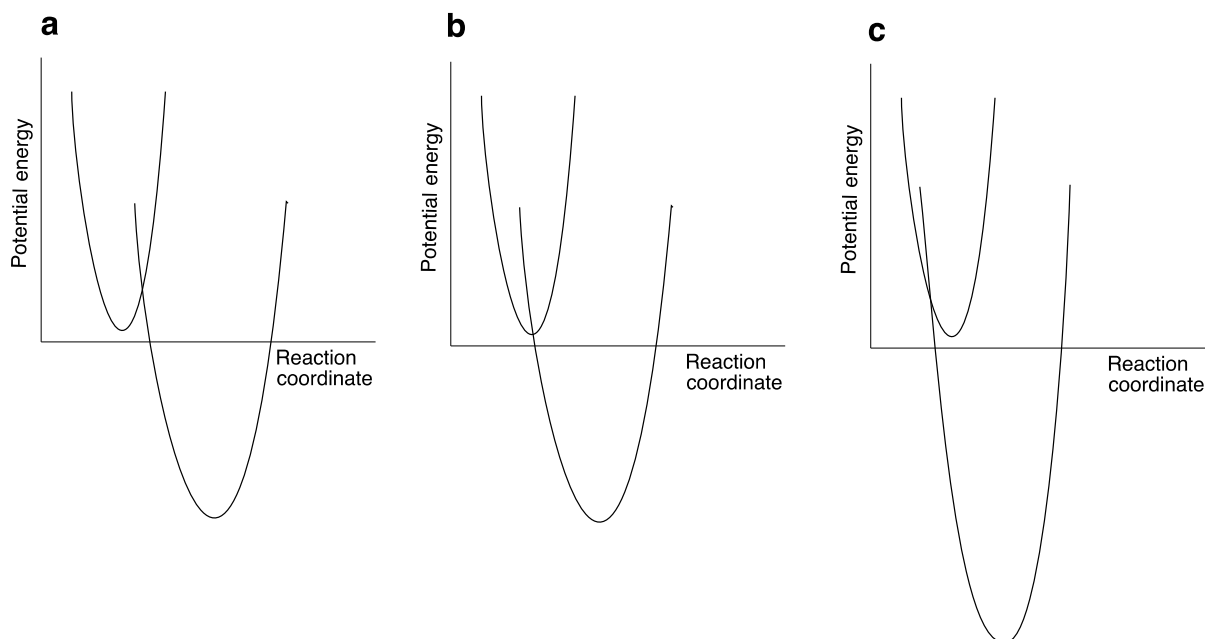 a
Potential energy
Reaction
coordinate
b
Potential energy
Reaction
coordinate
c
Potential energy
Reaction
coordinate